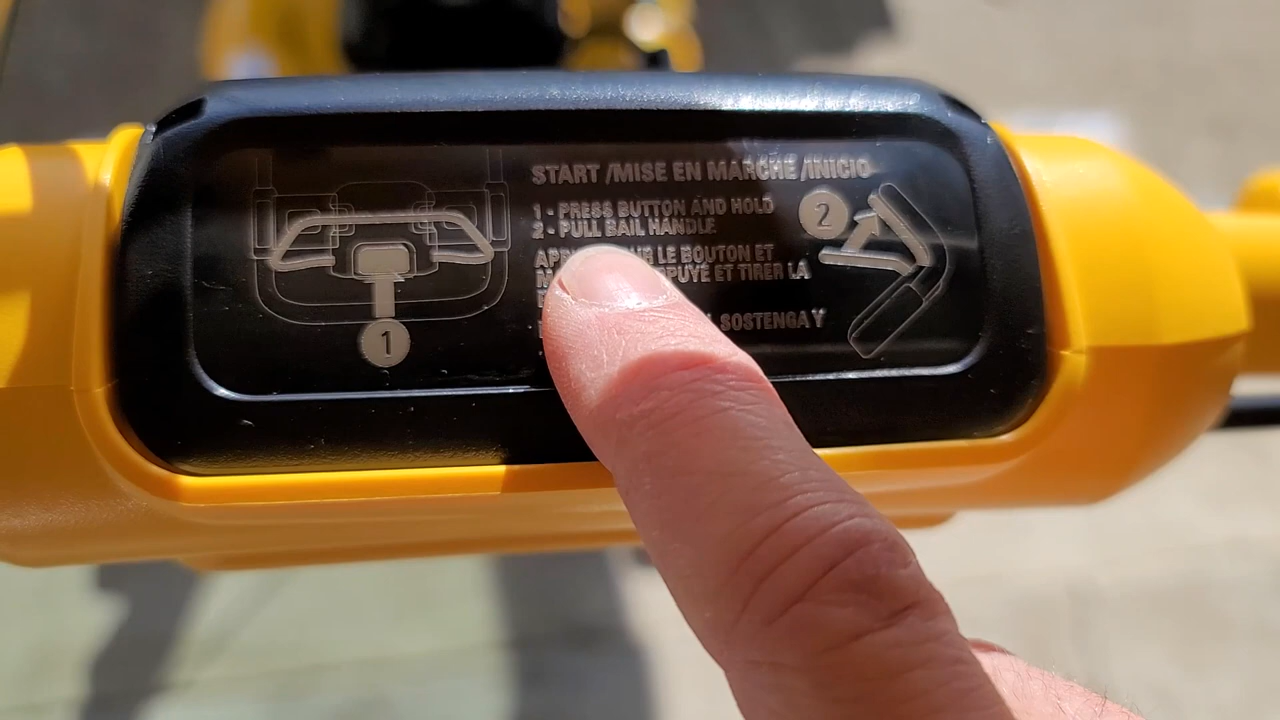 START /MISE EN MARCHE /INICIO
1 - PRESS BUTTON AND HOLD
2 - PULL BAIL HANDLE
LE BOUTON ET
ET TIRER LA
SOSTENGA Y
1
2